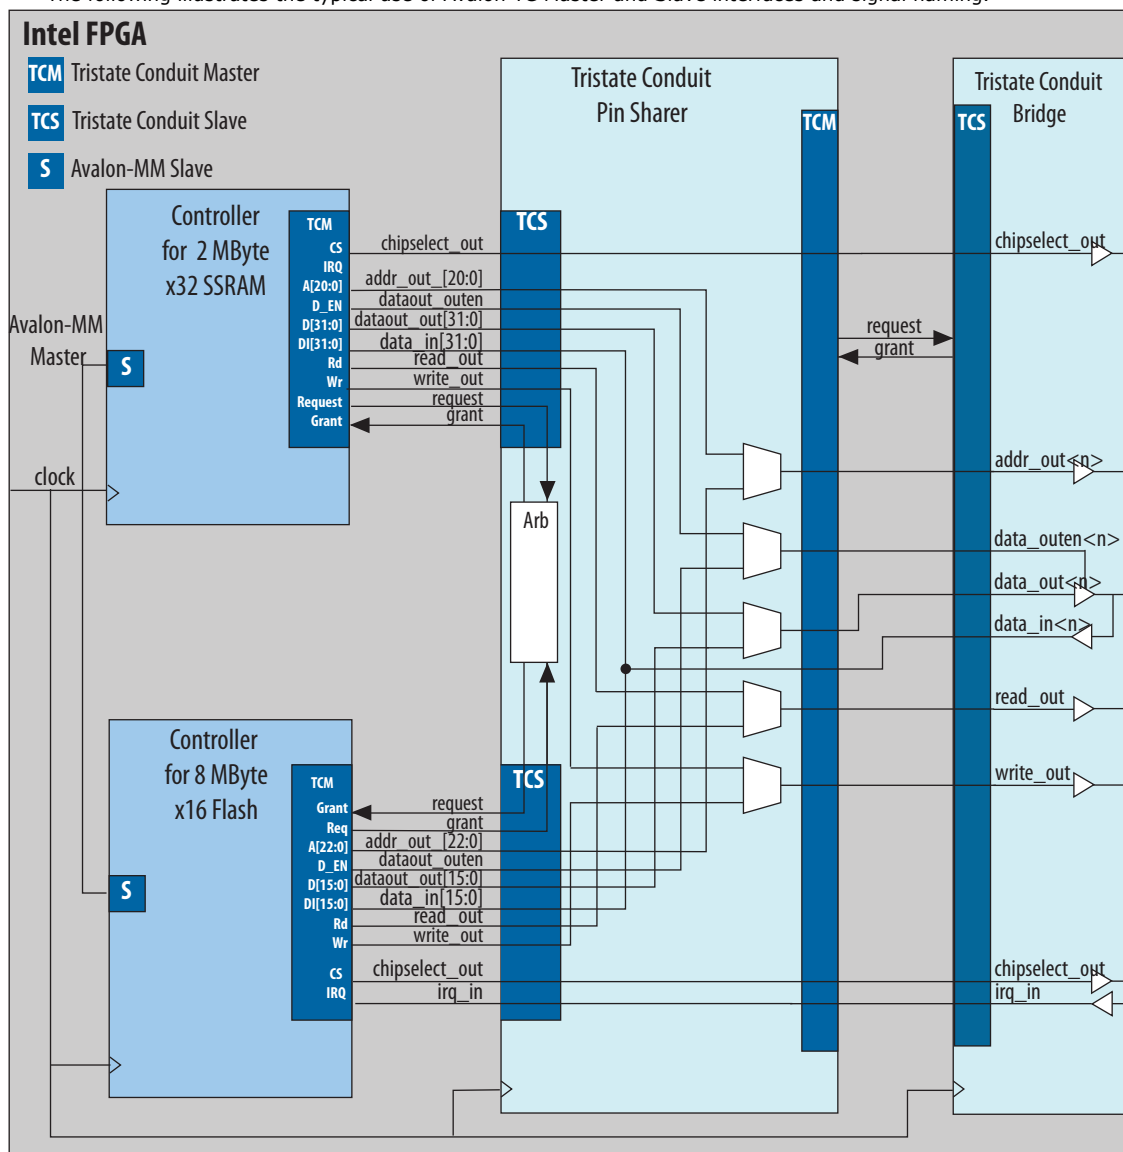 Intel FPGA
TCM Tristate Conduit Master
TCS Tristate Conduit Slave
S Avalon-MM Slave
Controller
for 2 MByte
x32 SSRAM
TCM
CS
IRQ
A[20:0]
D_EN
D[31:0]
DI[31:0]
Rd
Wr
Request
Grant
chipselect_out
addr_out_[20:0]
dataout_outen
dataout_out[31:0]
data_in[31:0]
read_out
write_out
request
grant
Avalon-MM
Master
S
clock
Controller
for 8 MByte
x16 Flash
TCM
Grant
Req
A[22:0]
D_EN
D[15:0]
DI[15:0]
Rd
Wr
CS
IRQ
request
grant
addr_out_[22:0]
dataout_outen
dataout_out[15:0]
data_in[15:0]
read_out
write_out
chipselect_out
irq_in
S
Tristate Conduit
Pin Sharer
TCS
Arb
TCS
TCM
request
grant
Tristate Conduit
Bridge
TCS
chipselect_out
addr_out<n>
data_outen<n>
data_out<n>
data_in<n>
read_out
write_out
chipselect_out
irq_in